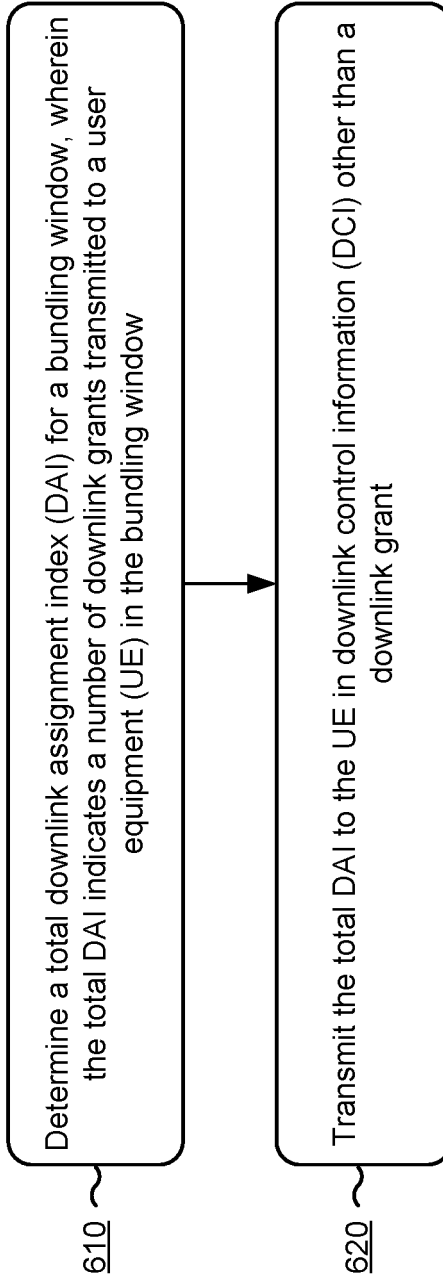 610
Determine a total downlink assignment index (DAI) for a bundling window, wherein
the total DAI indicates a number of downlink grants transmitted to a user
equipment (UE) in the bundling window
620
Transmit the total DAI to the UE in downlink control information (DCI) other than a
downlink grant